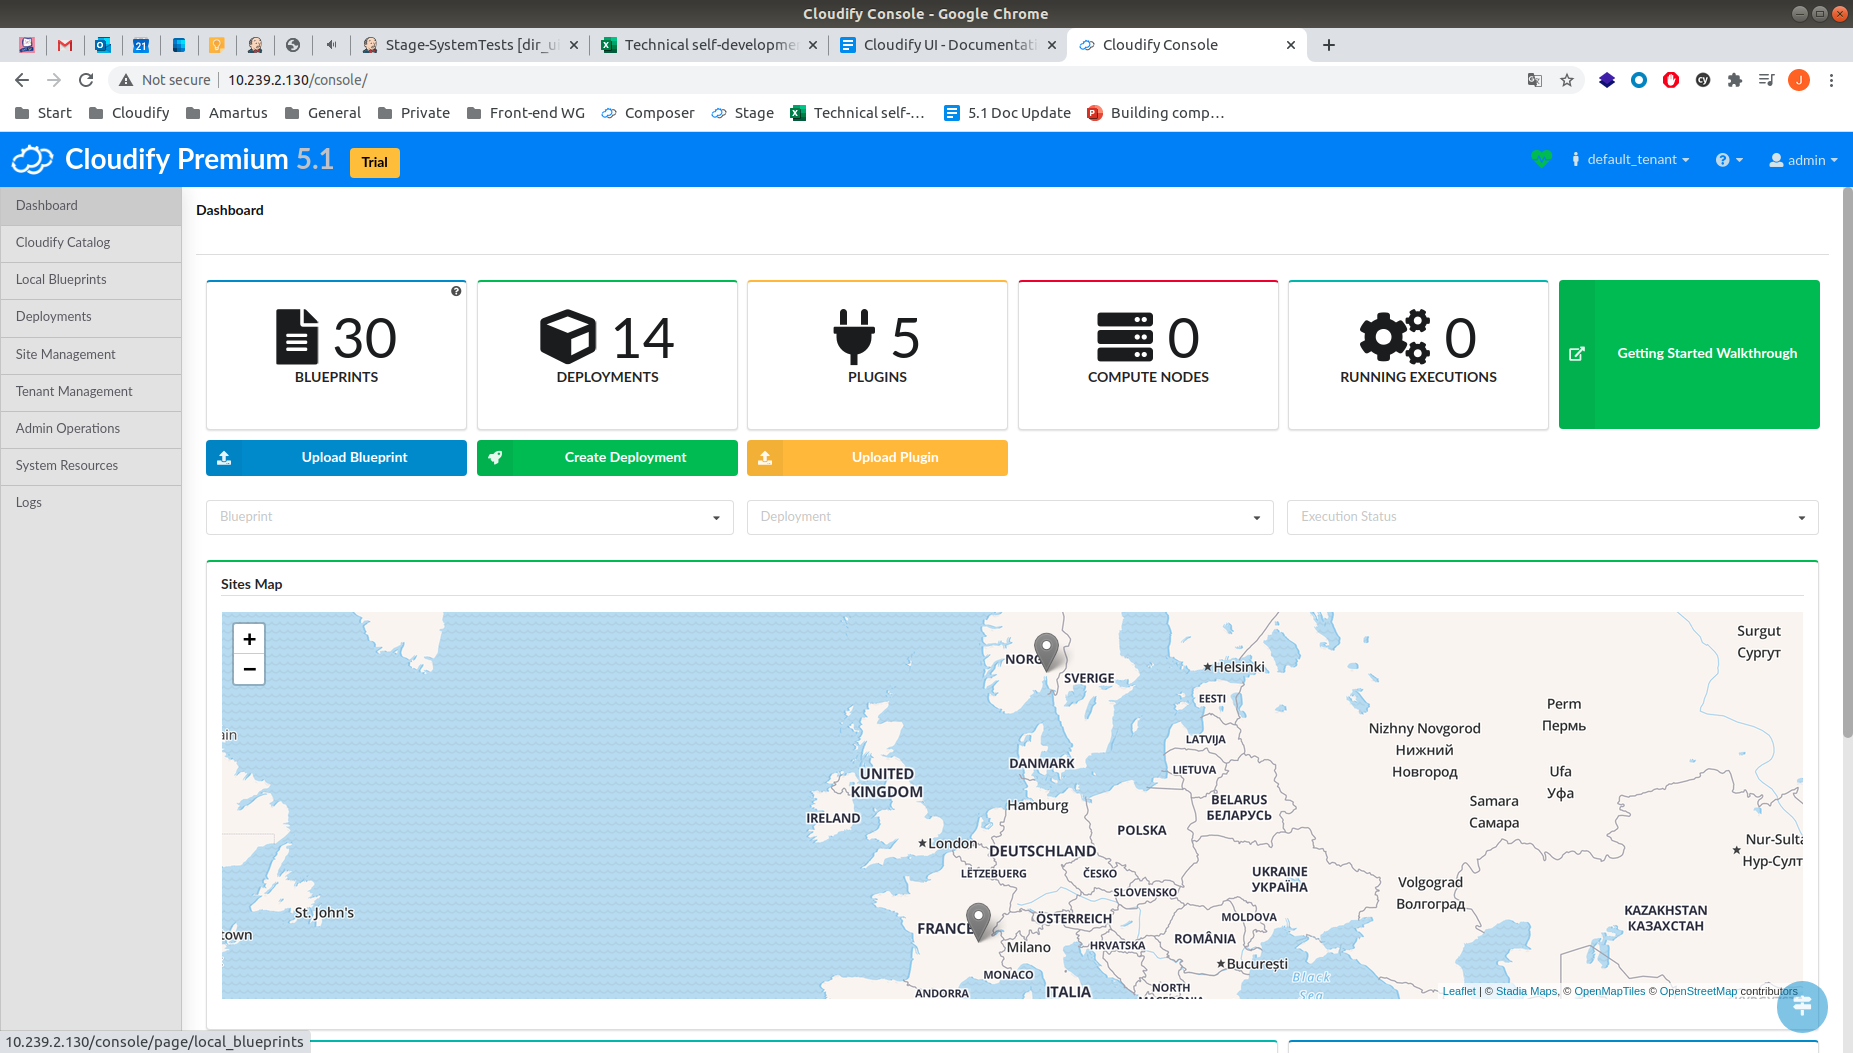 Cloudify Console - Google Chrome
21
Stage-SystemTests [dir_ui
Technical self-developme
Cloudify UI - Documentati
Cloudify Console
Not secure
10.239.2.130/console/
cy
J
Start
Cloudify
Amartus
General
Private
Front-end WG
Composer
Stage
Technical self-…
5.1 Doc Update
Building comp…
Cloudify Premium 5.1
Trial
default_tenant
admin
Dashboard
Cloudify Catalog
Local Blueprints
Deployments
Site Management
Tenant Management
Admin Operations
System Resources
Logs
Dashboard
30
BLUEPRINTS
14
DEPLOYMENTS
5
PLUGINS
0
COMPUTE NODES
0
RUNNING EXECUTIONS
Getting Started Walkthrough
Upload Blueprint
Create Deployment
Upload Plugin
Blueprint
Deployment
Execution Status
Sites Map
+
−
Surgut
Сургут
NORG
SVERIGE
Helsinki
EESTI
Perm
Пермь
ain
Nizhny Novgorod
Нижний
Новгород
LATVIJA
DANMARK
LIETUVA
Ufa
Уфа
UNITED
KINGDOM
Hamburg
BELARUS
БЕЛАРУСЬ
Samara
Самара
IRELAND
POLSKA
London
DEUTSCHLAND
Nur-Sulta
Нур-Султ
LËTZEBUERG
ČESKO
UKRAINE
УКРАЇНА
SLOVENSKO
Volgograd
Волгоград
St. John's
ÖSTERREICH
MOLDOVA
KAZAKHSTAN
КАЗАХСТАН
FRANCE
town
Milano
HRVATSKA
ROMÂNIA
București
MONACO
Black
Sea
NORTH
MACEDONIA
ANDORRA
ITALIA
Leaflet | © Stadia Maps, © OpenMapTiles © OpenStreetMap contributors
10.239.2.130/console/page/local_blueprints